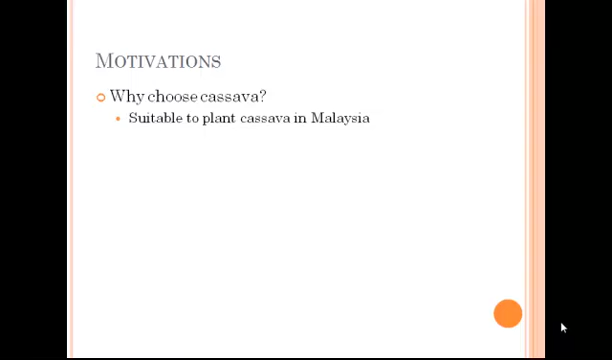 MOTIVATIONS
Why choose cassava?
Suitable to plant cassava in Malaysia